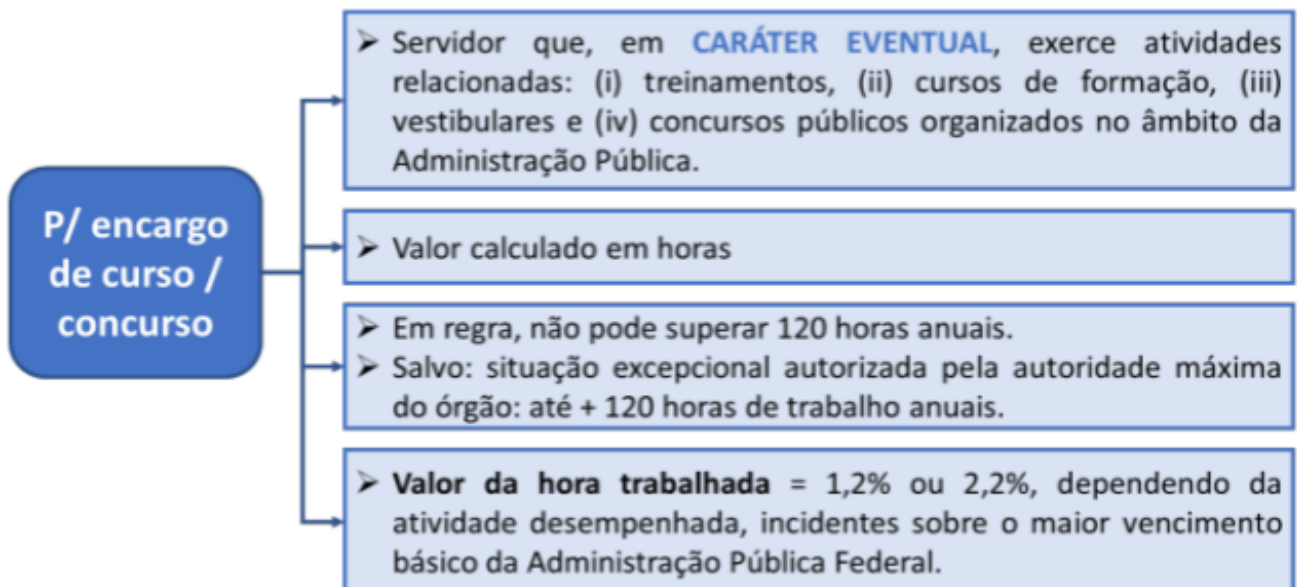 P/ encargo
de curso /
concurso
➢ Servidor que, em CARÁTER EVENTUAL, exerce atividades
relacionadas: (i) treinamentos, (ii) cursos de formação, (iii)
vestibulares e (iv) concursos públicos organizados no âmbito da
Administração Pública.
➢ Valor calculado em horas
➢ Em regra, não pode superar 120 horas anuais.
➢ Salvo: situação excepcional autorizada pela autoridade máxima
do órgão: até + 120 horas de trabalho anuais.
➢ Valor da hora trabalhada = 1,2% ou 2,2%, dependendo da
atividade desempenhada, incidentes sobre o maior vencimento
básico da Administração Pública Federal.